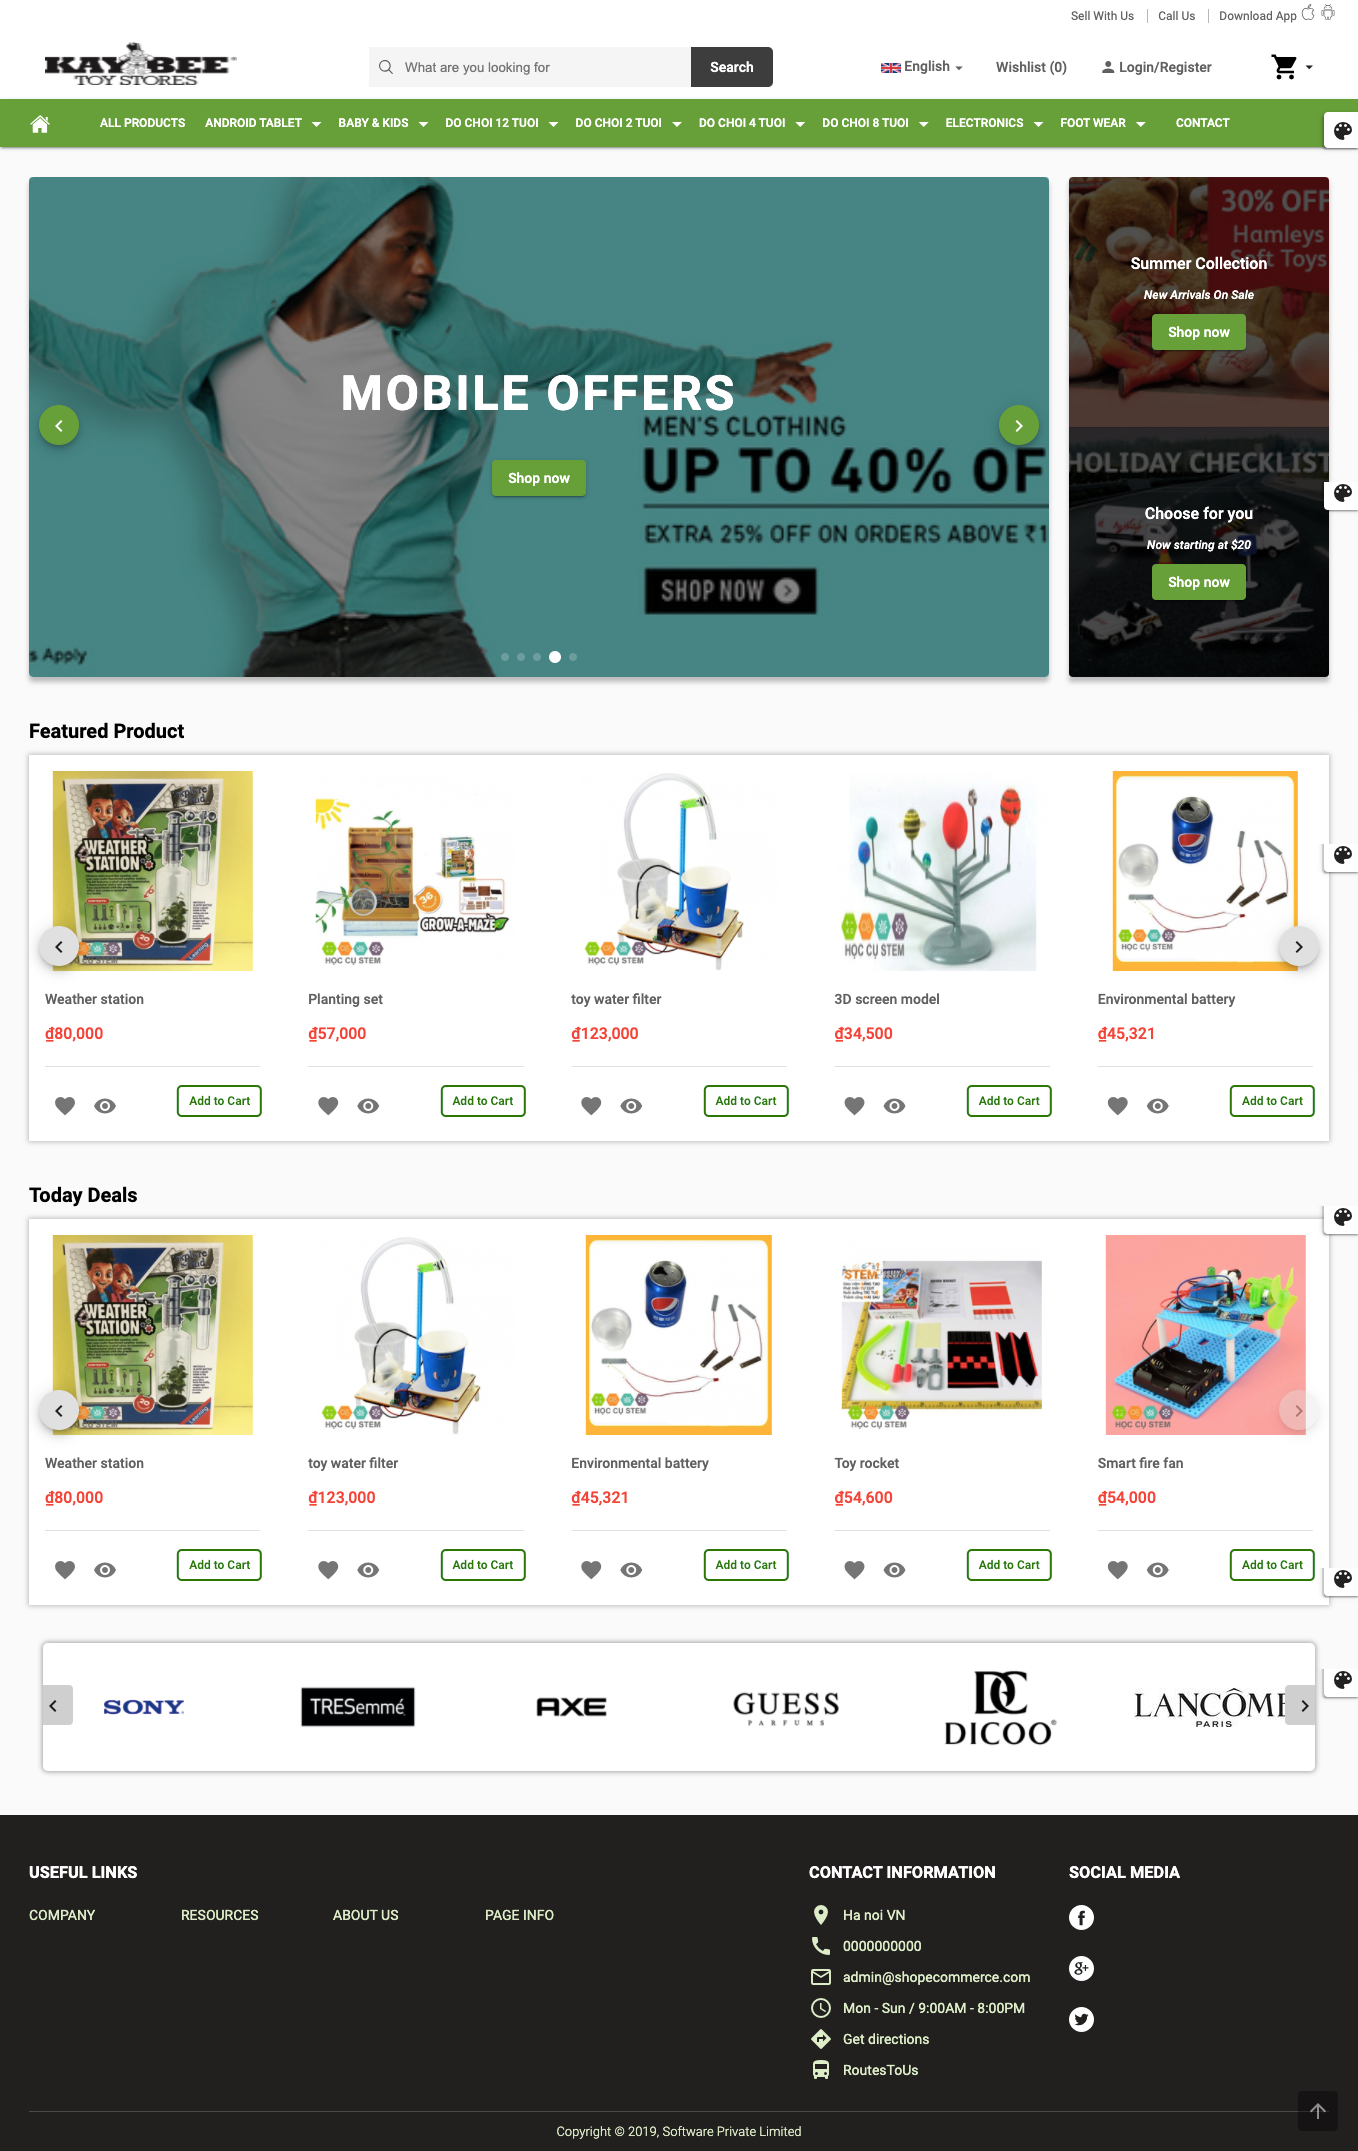 Sell With Us
Call Us
Download App
KAY BEE
TOY STORES
What are you looking for
Search
English
Wishlist (0)
Login/Register
ALL PRODUCTS
ANDROID TABLET
BABY & KIDS
DO CHOI 12 TUOI
DO CHOI 2 TUOI
DO CHOI 4 TUOI
DO CHOI 8 TUOI
ELECTRONICS
FOOT WEAR
CONTACT
MOBILE OFFERS
Shop now
MEN'S CLOTHING
UP TO 40% OF
EXTRA 25% OFF ON ORDERS ABOVE ₹1
SHOP NOW
s Apply
30% OFF
Hamleys
Soft Toys
Summer Collection
New Arrivals On Sale
Shop now
HOLIDAY CHECKLIST
Choose for you
Now starting at $20
Shop now
Featured Product
WEATHER
STATION
GROW-A-MAZE
HỌC CỤ STEM
HỌC CỤ STEM
HỌC CỤ STEM
HỌC CỤ STEM
Weather station
₫80,000
Add to Cart
Planting set
₫57,000
Add to Cart
toy water filter
₫123,000
Add to Cart
3D screen model
₫34,500
Add to Cart
Environmental battery
₫45,321
Add to Cart
Today Deals
WEATHER
STATION
HỌC CỤ STEM
HỌC CỤ STEM
STEM
HỌC CỤ STEM
HỌC CỤ STEM
Weather station
₫80,000
Add to Cart
toy water filter
₫123,000
Add to Cart
Environmental battery
₫45,321
Add to Cart
Toy rocket
₫54,600
Add to Cart
Smart fire fan
₫54,000
Add to Cart
SONY
TRESemmé
AXE
GUESS
PARFUMS
DC
DICOO®
LANCÔME
PARIS
USEFUL LINKS
COMPANY
RESOURCES
ABOUT US
PAGE INFO
CONTACT INFORMATION
Ha noi VN
0000000000
admin@shopecommerce.com
Mon - Sun / 9:00AM - 8:00PM
Get directions
RoutesToUs
SOCIAL MEDIA
Copyright © 2019, Software Private Limited